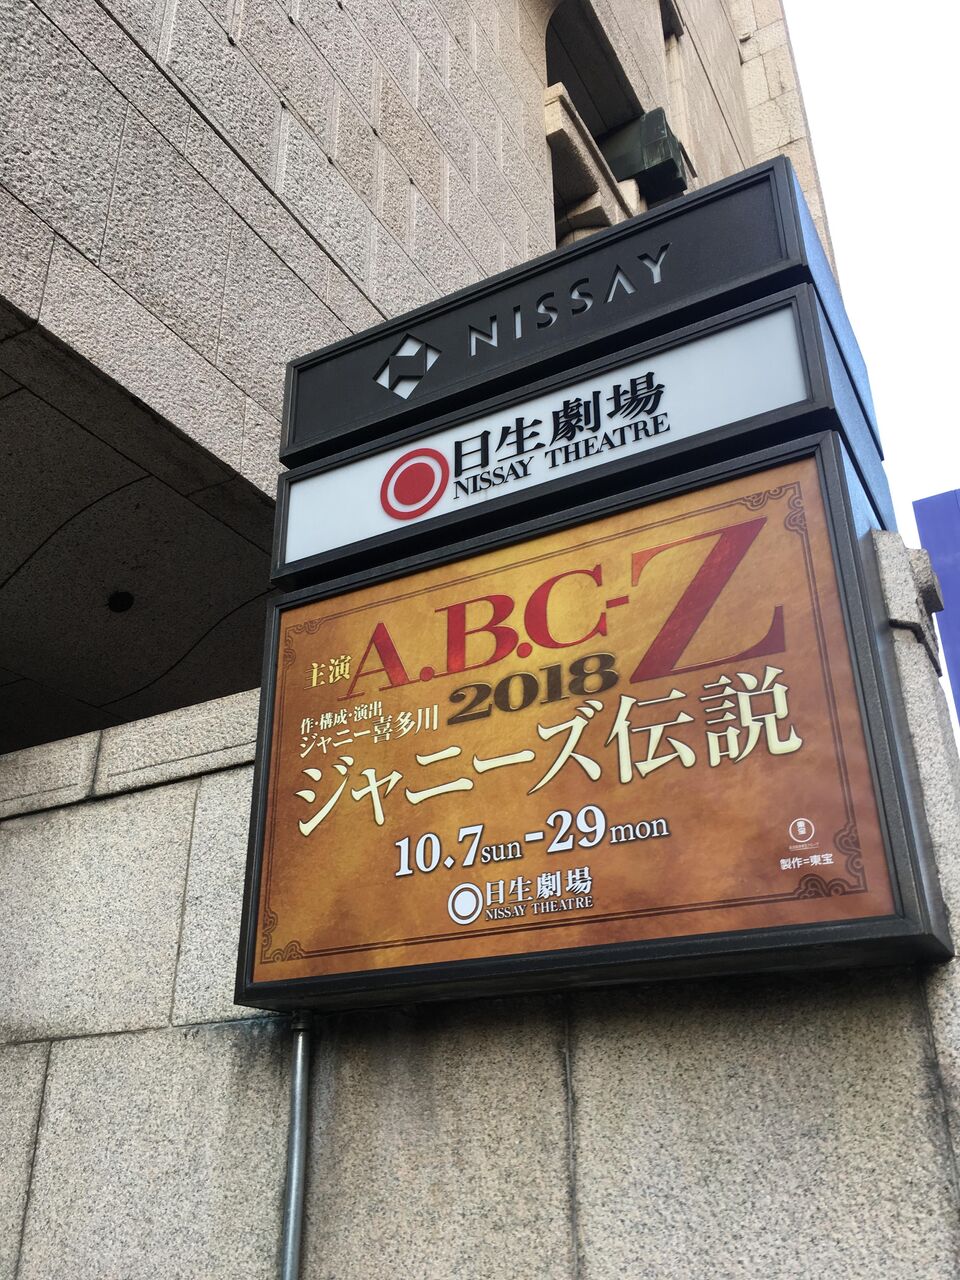 NISSAY
日生劇場
NISSAY THEATRE
主演 A.B.C-Z
2018
作・構成・演出
ジャニー喜多川
ジャニーズ伝説
10.7sun-29mon
日生劇場
NISSAY THEATRE
製作=東宝